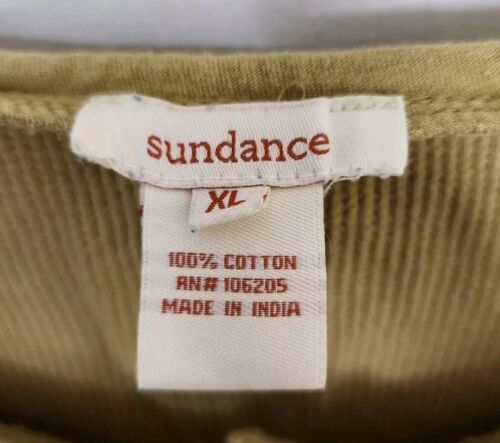 sundance
XL
100% COTTON
RN# 106205
MADE IN INDIA